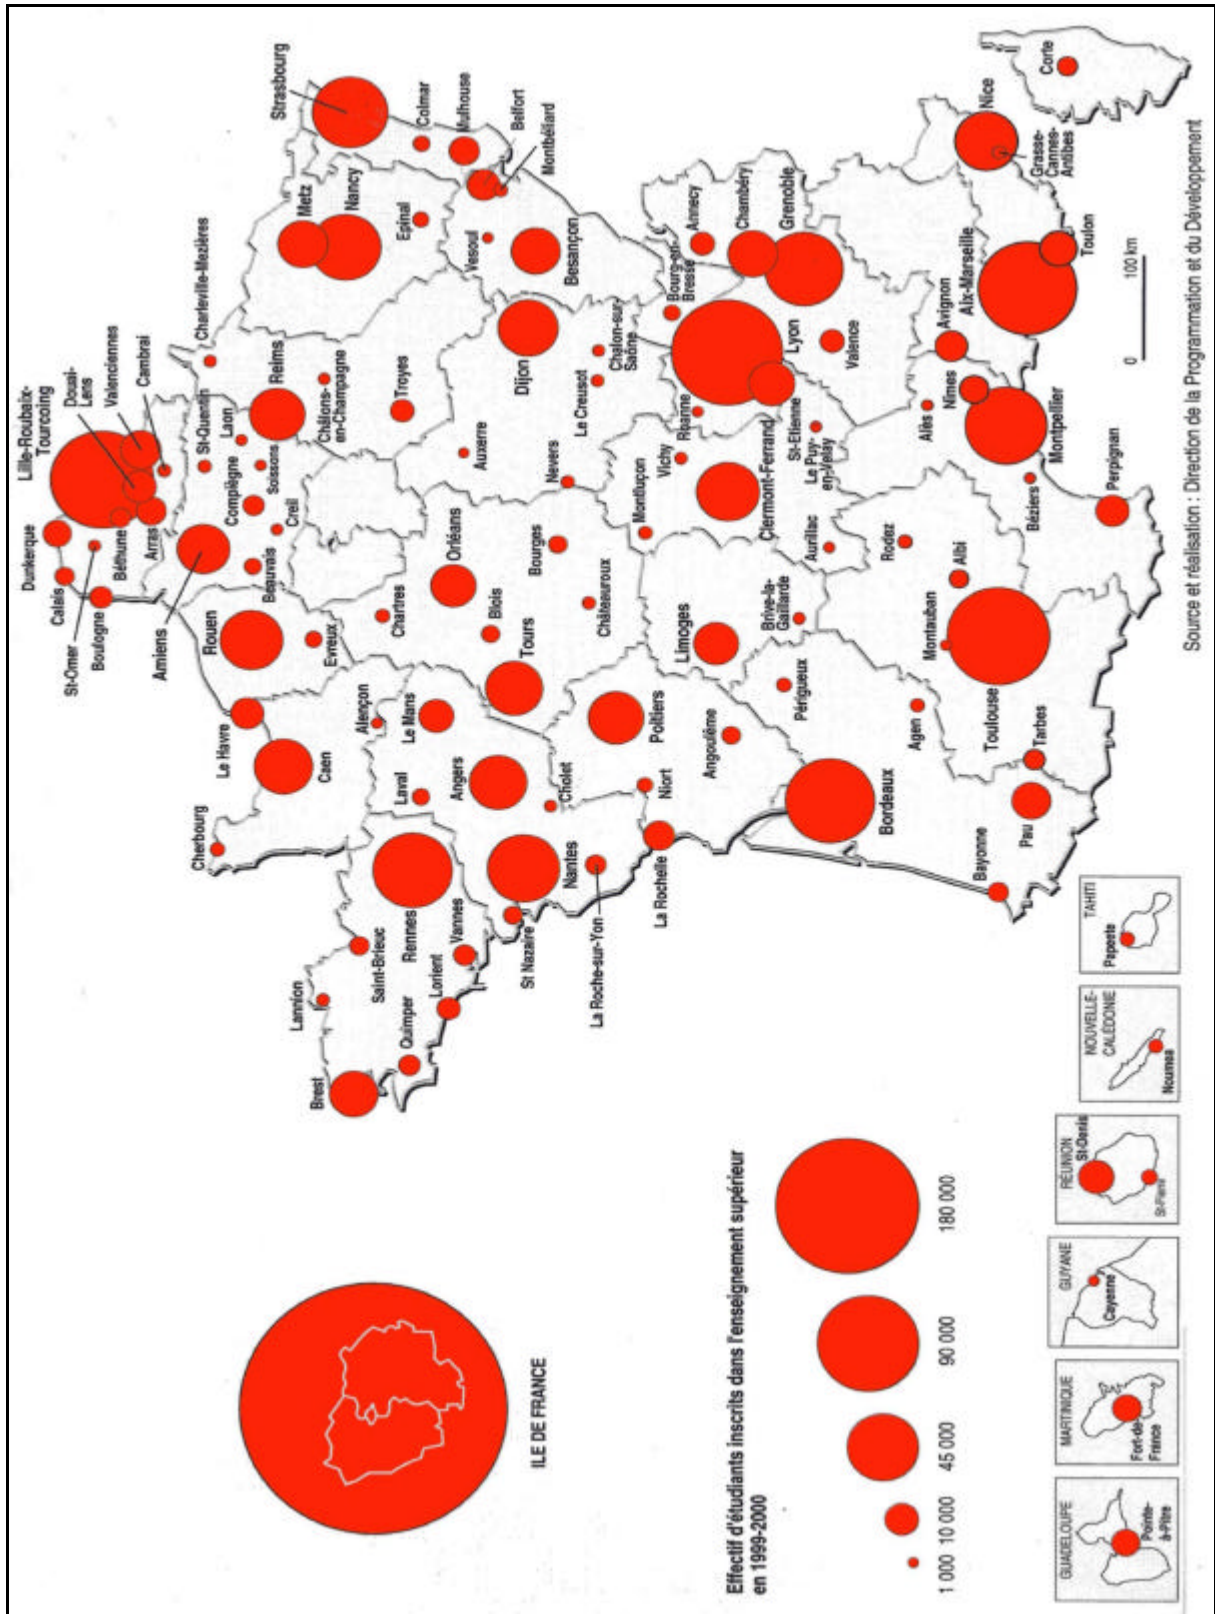 Lille-Roubaix-
Tourcoing
Douai-
Lens
Valenciennes
Cambrai
Dunkerque
Calais
St-Omer
Boulogne
Béthune
Arras
Amiens
St-Quentin
Laon
Compiègne
Soissons
Creil
Beauvais
Charleville-Mezières
Reims
Châlons-
en-Champagne
Troyes
Metz
Nancy
Epinal
Strasbourg
Colmar
Mulhouse
Belfort
Montbéliard
Vesoul
Besançon
Rouen
Evreux
Le Havre
Caen
Cherbourg
Alençon
Le Mans
Laval
Angers
Cholet
Nantes
St Nazaire
La Roche-sur-Yon
Lannion
Saint-Brieuc
Rennes
Brest
Quimper
Lorient
Vannes
Chartres
Orléans
Blois
Tours
Bourges
Châteauroux
Auxerre
Nevers
Dijon
Le Creusot
Chalon-sur-
Saône
Poitiers
Niort
La Rochelle
Angoulême
Limoges
Brive-la-
Gaillarde
Montluçon
Vichy
Clermont-Ferrand
Aurillac
Le Puy-
en-Velay
Roanne
St-Etienne
Lyon
Bourg-en-
Bresse
Annecy
Chambéry
Grenoble
Valence
Périgueux
Bordeaux
Agen
Bayonne
Pau
Tarbes
Toulouse
Montauban
Albi
Rodez
Alès
Nîmes
Montpellier
Béziers
Perpignan
Avignon
Aix-Marseille
Toulon
Nice
Grasse-
Cannes-
Antibes
Corte
0 100 km
ILE DE FRANCE
Effectif d'étudiants inscrits dans l'enseignement supérieur
en 1999-2000
1 000 10 000 45 000 90 000 180 000
GUADELOUPE
Pointe-
à-Pitre
MARTINIQUE
Fort-de-
France
GUYANE
Cayenne
RÉUNION
St-Denis
St-Pierre
NOUVELLE-
CALÉDONIE
Noumea
TAHITI
Papeete
Source et réalisation : Direction de la Programmation et du Développement